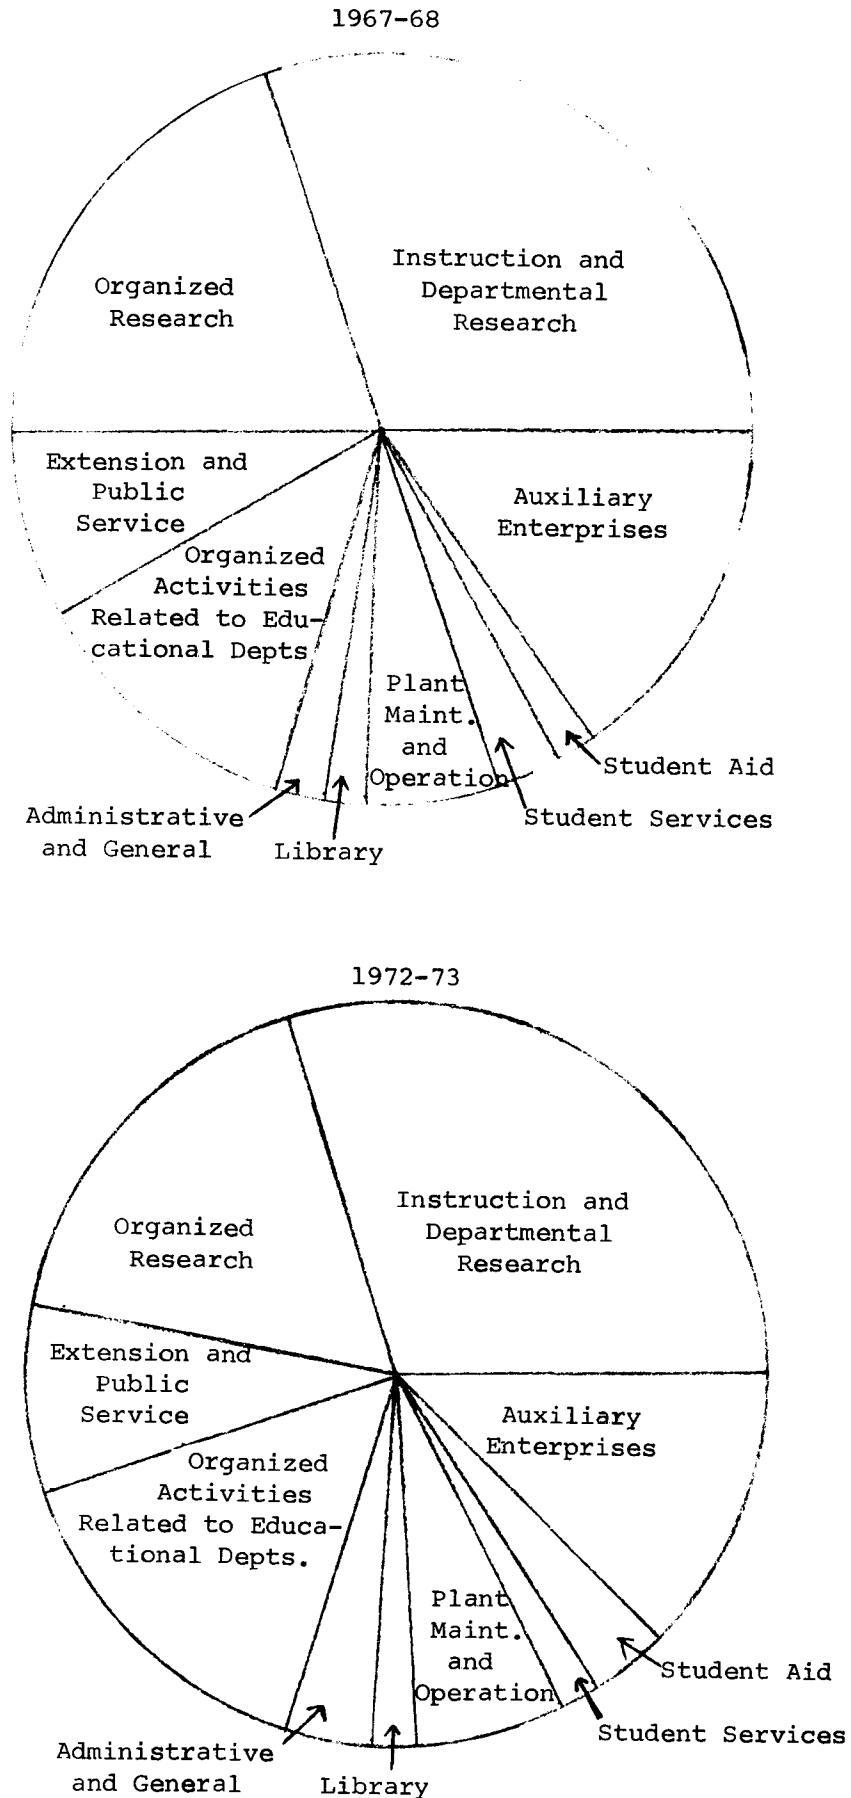 1967-68
Instruction and
Departmental
Research
Organized
Research
Extension and
Public
Service
Auxiliary
Enterprises
Organized
Activities
Related to Edu-
cational Depts
Plant
Maint.
and
Operation
Student Aid
Student Services
Administrative
and General
Library
1972-73
Instruction and
Departmental
Research
Organized
Research
Extension and
Public
Service
Auxiliary
Enterprises
Organized
Activities
Related to Educa-
tional Depts.
Plant
Maint.
and
Operation
Student Aid
Student Services
Administrative
and General
Library